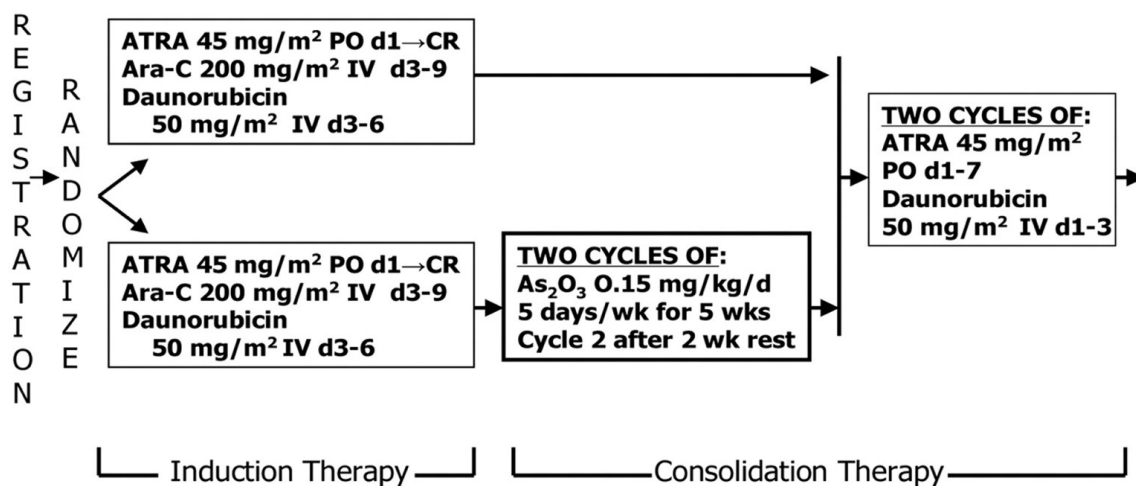 REGISTRATION
RANDOMIZE
ATRA 45 mg/m² PO d1→CR
Ara-C 200 mg/m² IV d3-9
Daunorubicin
50 mg/m² IV d3-6
ATRA 45 mg/m² PO d1→CR
Ara-C 200 mg/m² IV d3-9
Daunorubicin
50 mg/m² IV d3-6
TWO CYCLES OF:
As₂O₃ 0.15 mg/kg/d
5 days/wk for 5 wks
Cycle 2 after 2 wk rest
TWO CYCLES OF:
ATRA 45 mg/m²
PO d1-7
Daunorubicin
50 mg/m² IV d1-3
Induction Therapy
Consolidation Therapy